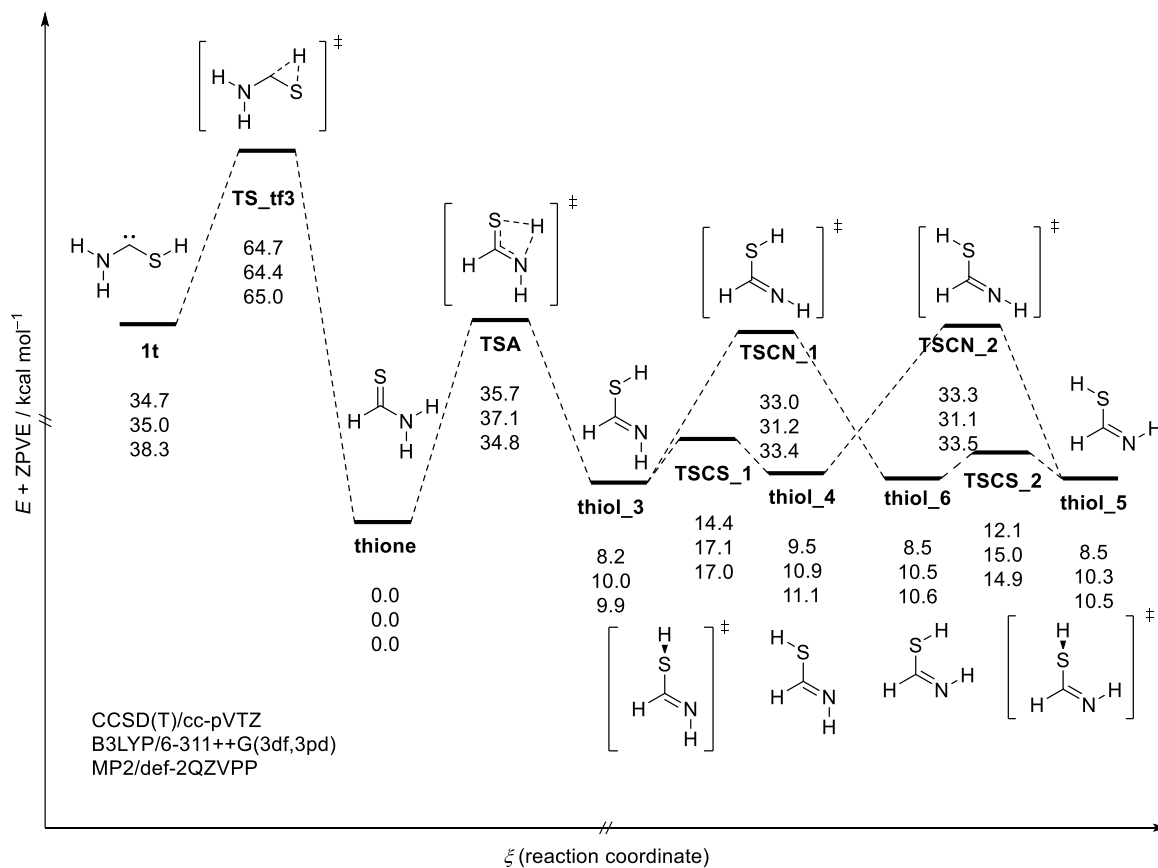 ‡
H
H
N
S
H
TS_tf3
64.7
64.4
65.0
H
N
S
H
H
1t
34.7
35.0
38.3
S
H
N
H
H
thione
0.0
0.0
0.0
‡
S
H
H
N
H
TSA
35.7
37.1
34.8
H
S
H
N
H
thiol_3
8.2
10.0
9.9
TSCS_1
14.4
17.1
17.0
‡
H
S
H
N
H
‡
H
S
H
N
H
TSCN_1
33.0
31.2
33.4
thiol_4
9.5
10.9
11.1
H
S
H
N
H
thiol_6
8.5
10.5
10.6
H
S
H
N
H
‡
H
S
H
N
H
TSCN_2
33.3
31.1
33.5
TSCS_2
12.1
15.0
14.9
‡
H
S
H
N
H
H
S
H
N
H
thiol_5
8.5
10.3
10.5
E + ZPVE / kcal mol⁻¹
CCSD(T)/cc-pVTZ
B3LYP/6-311++G(3df,3pd)
MP2/def-2QZVPP
ξ (reaction coordinate)